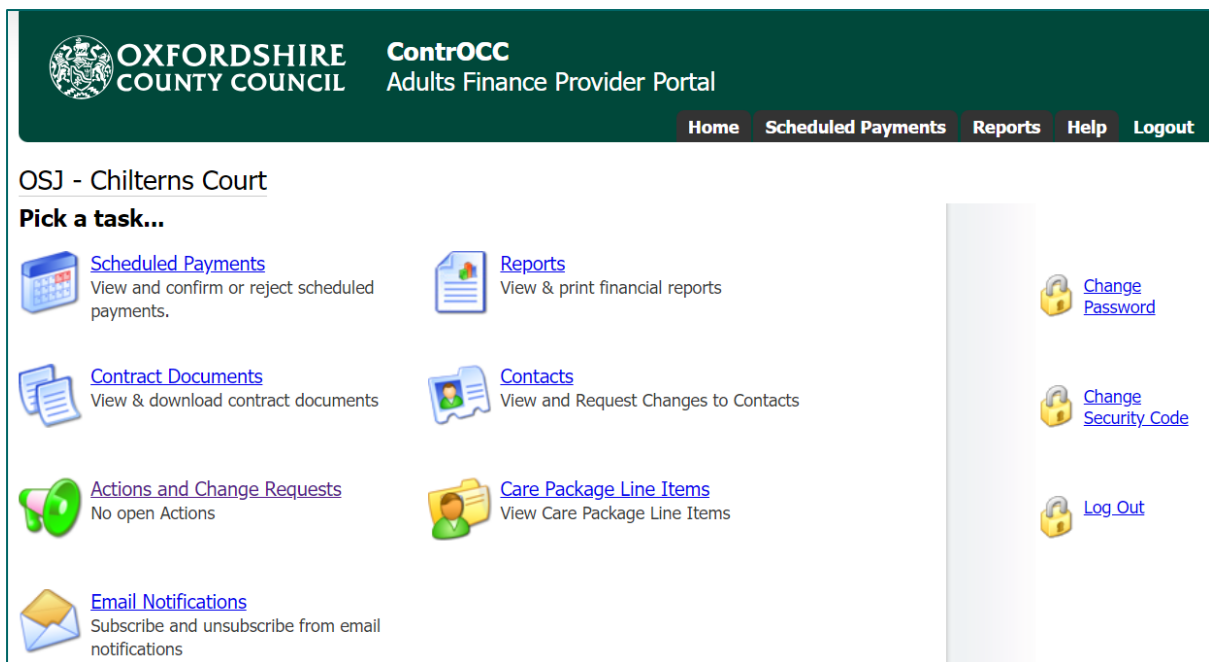 OXFORDSHIRE
COUNTY COUNCIL
ContrOCC
Adults Finance Provider Portal
Home Scheduled Payments Reports Help Logout
OSJ - Chilterns Court
Pick a task...
Scheduled Payments
View and confirm or reject scheduled
payments.
Reports
View & print financial reports
Change
Password
Contract Documents
View & download contract documents
Contacts
View and Request Changes to Contacts
Change
Security Code
Actions and Change Requests
No open Actions
Care Package Line Items
View Care Package Line Items
Log Out
Email Notifications
Subscribe and unsubscribe from email
notifications